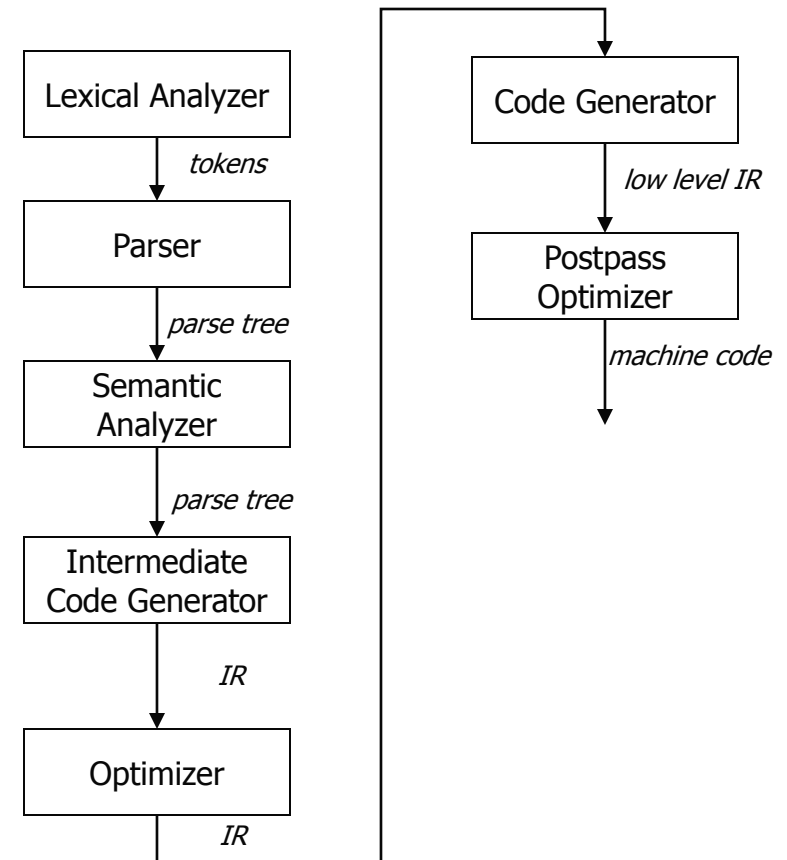 Lexical Analyzer
tokens
Parser
parse tree
Semantic
Analyzer
parse tree
Intermediate
Code Generator
IR
Optimizer
IR
Code Generator
low level IR
Postpass
Optimizer
machine code